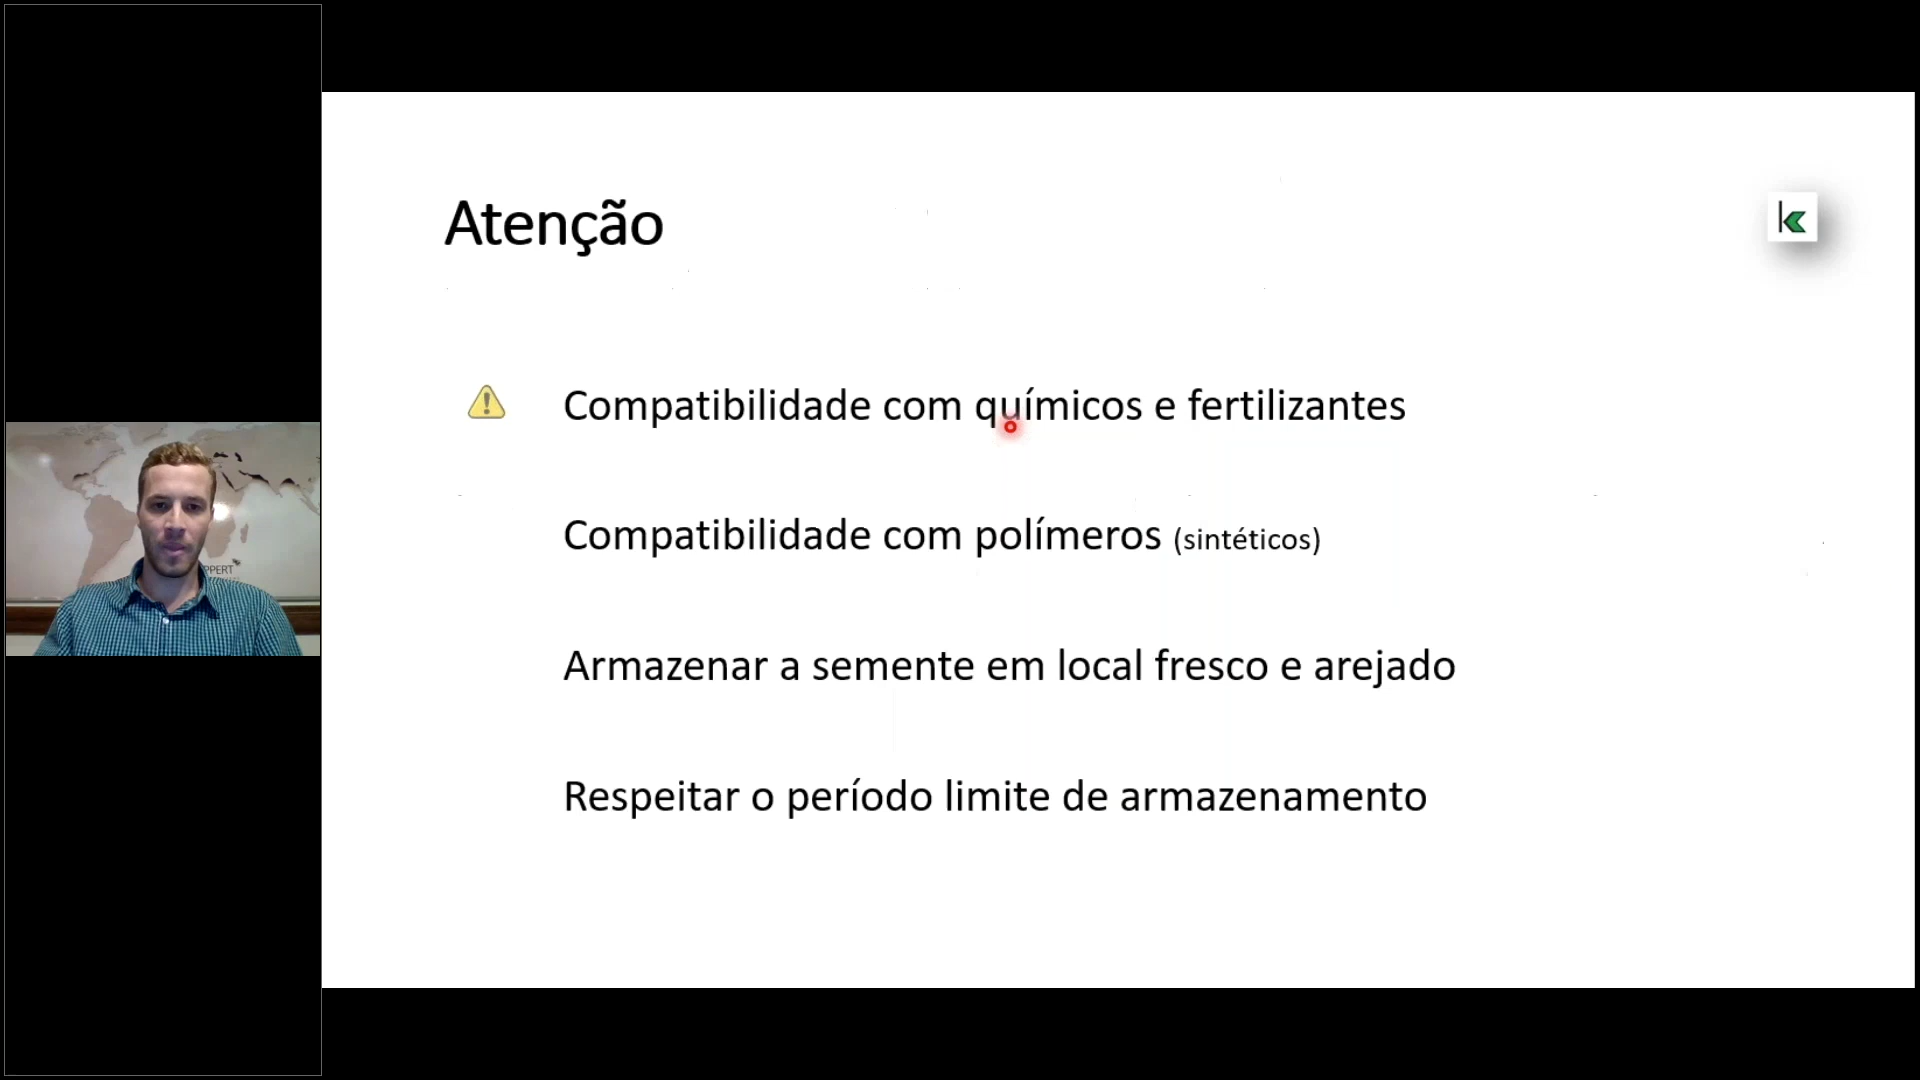 Atenção
Compatibilidade com químicos e fertilizantes
Compatibilidade com polímeros (sintéticos)
Armazenar a semente em local fresco e arejado
Respeitar o período limite de armazenamento
PPERT